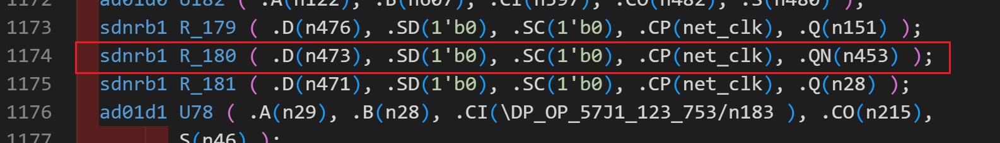 1172 ad01d0 U182 ( .A(n122), .B(n607), .CI(n597), .CO(n482), .S(n480) );
1173 sdnrb1 R_179 ( .D(n476), .SD(1'b0), .SC(1'b0), .CP(net_clk), .Q(n151) );
1174 sdnrb1 R_180 ( .D(n473), .SD(1'b0), .SC(1'b0), .CP(net_clk), .QN(n453) );
1175 sdnrb1 R_181 ( .D(n471), .SD(1'b0), .SC(1'b0), .CP(net_clk), .Q(n28) );
1176 ad01d1 U78 ( .A(n29), .B(n28), .CI(\DP_OP_57J1_123_753/n183 ), .CO(n215),
1177 S(n46) );